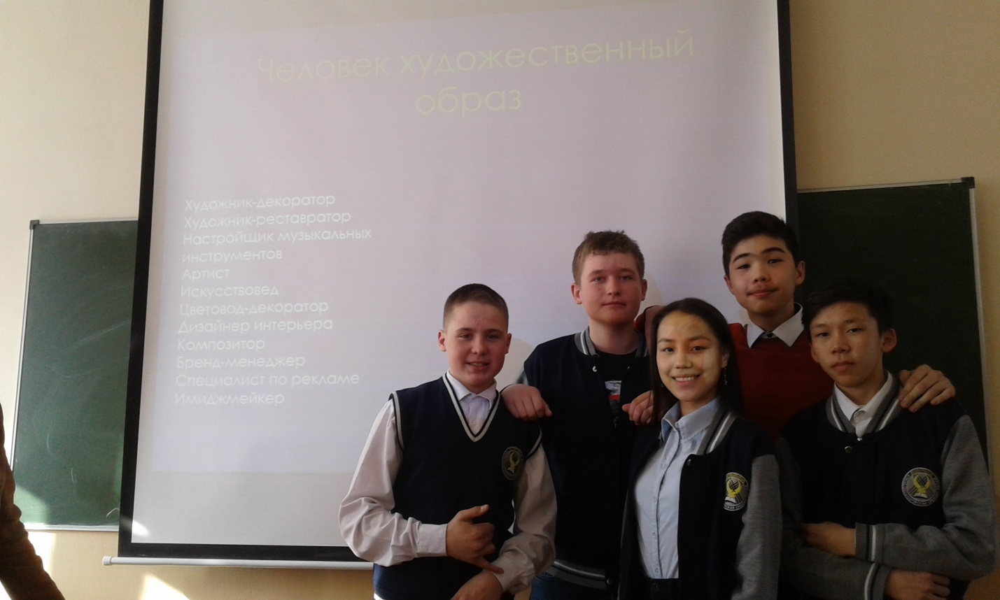 Человек художественный
образ
Художник-декоратор
Художник-реставратор
Настройщик музыкальных
инструментов
Артист
Искусствовед
Цветовод-декоратор
Дизайнер интерьера
Композитор
Бренд-менеджер
Специалист по рекламе
Имиджмейкер